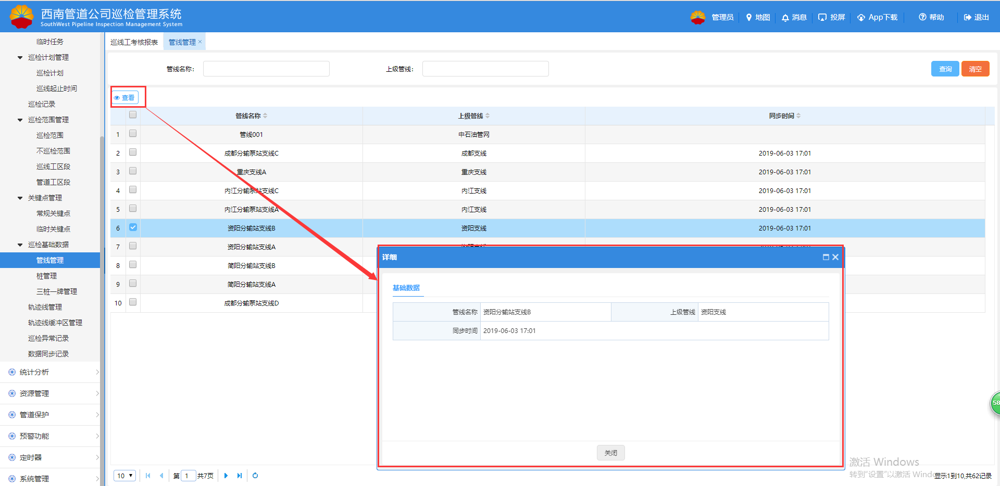 西南管道公司巡检管理系统
SouthWest Pipeline Inspection Management System
管理员 地图 消息 投屏 App下载 帮助 退出
临时任务
巡检计划管理
巡检计划
巡线起止时间
巡检记录
巡检范围管理
巡检范围
不巡检范围
巡线工区段
管道工区段
关键点管理
常规关键点
临时关键点
巡检基础数据
管线管理
桩管理
三桩一牌管理
轨迹线管理
轨迹线缓冲区管理
巡检异常记录
数据同步记录
统计分析
资源管理
管道保护
预警功能
定时器
系统管理
巡线工考核报表 管线管理 ×
管线名称: 上级管线: 查询 清空
查看
管线名称 上级管线 同步时间
1 管线001 中石油管网
2 成都分输泵站支线C 成都支线 2019-06-03 17:01
3 重庆支线A 重庆支线 2019-06-03 17:01
4 内江分输泵站支线C 内江支线 2019-06-03 17:01
5 内江分输泵站支线A 内江支线 2019-06-03 17:01
6 资阳分输站支线B 资阳支线 2019-06-03 17:01
7 资阳分输站支线A
8 简阳分输站支线B
9 简阳分输站支线A
10 成都分输泵站支线D
详细
基础数据
管线名称 资阳分输站支线B 上级管线 资阳支线
同步时间 2019-06-03 17:01
关闭
10 第 1 共7页
激活 Windows
转到"设置"以激活 Windows
显示1到10,共62记录
58